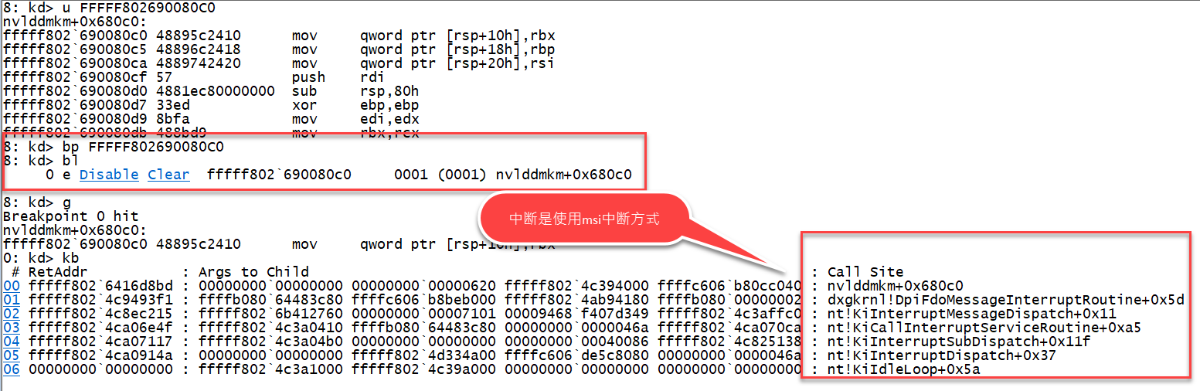 8: kd> u FFFFF802690080C0
nvlddmkm+0x680c0:
fffff802`690080c0 48895c2410      mov     qword ptr [rsp+10h],rbx
fffff802`690080c5 48896c2418      mov     qword ptr [rsp+18h],rbp
fffff802`690080ca 4889742420      mov     qword ptr [rsp+20h],rsi
fffff802`690080cf 57              push    rdi
fffff802`690080d0 4881ec80000000  sub     rsp,80h
fffff802`690080d7 33ed            xor     ebp,ebp
fffff802`690080d9 8bfa            mov     edi,edx
fffff802`690080db 488bd9          mov     rbx,rcx
8: kd> bp FFFFF802690080C0
8: kd> bl
     0 e Disable Clear  fffff802`690080c0     0001 (0001) nvlddmkm+0x680c0
8: kd> g
Breakpoint 0 hit
nvlddmkm+0x680c0:
fffff802`690080c0 48895c2410      mov     qword ptr [rsp+10h],rbx
中断是使用msi中断方式
0: kd> kb
 # RetAddr           : Args to Child                                                           : Call Site
00 fffff802`6416d8bd : 00000000`00000000 00000000`00000620 fffff802`4c394000 ffffc606`b80cc040 : nvlddmkm+0x680c0
01 fffff802`4c9493f1 : ffffb080`64483c80 ffffc606`b8beb000 fffff802`4ab94180 ffffb080`00000002 : dxgkrnl!DpiFdoMessageInterruptRoutine+0x5d
02 fffff802`4c8ec215 : fffff802`6b412760 00000000`00007101 00009468`f407d349 fffff802`4c3affc0 : nt!KiInterruptMessageDispatch+0x11
03 fffff802`4ca06e4f : fffff802`4c3a0410 ffffb080`64483c80 00000000`0000046a fffff802`4ca070ca : nt!KiCallInterruptServiceRoutine+0xa5
04 fffff802`4ca07117 : fffff802`4c3a04b0 00000000`00000000 00000000`00040086 fffff802`4c825138 : nt!KiInterruptSubDispatch+0x11f
05 fffff802`4ca0914a : 00000000`00000000 fffff802`4d334a00 ffffc606`de5c8080 00000000`0000046a : nt!KiInterruptDispatch+0x37
06 00000000`00000000 : fffff802`4c3a1000 fffff802`4c39a000 00000000`00000000 00000000`00000000 : nt!KiIdleLoop+0x5a